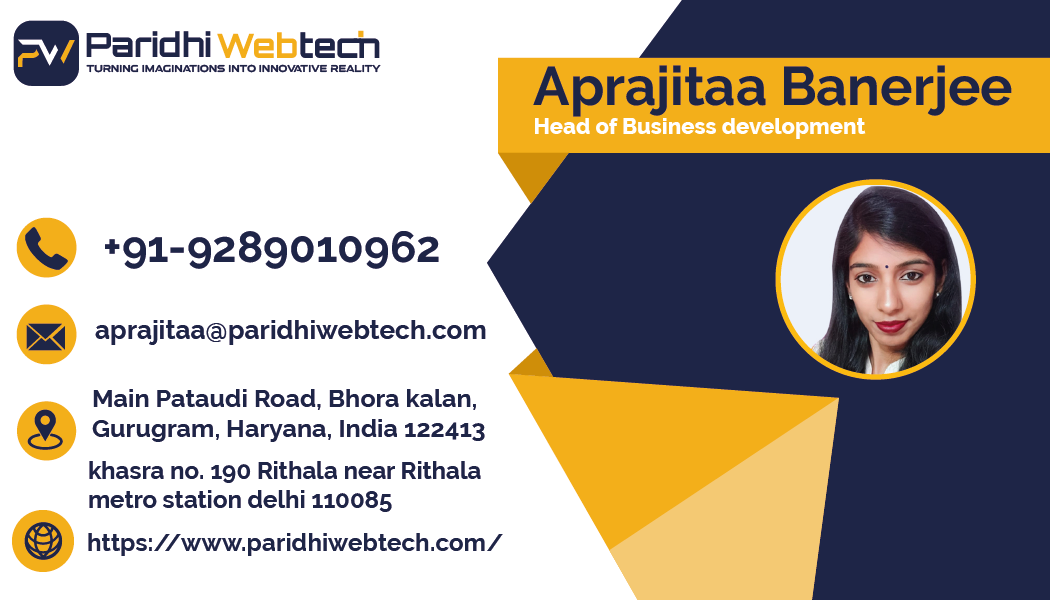 PW
Paridhi Webtech
TURNING IMAGINATIONS INTO INNOVATIVE REALITY
Aprajitaa Banerjee
Head of Business development
+91-9289010962
aprajitaa@paridhiwebtech.com
Main Pataudi Road, Bhora kalan,
Gurugram, Haryana, India 122413
khasra no. 190 Rithala near Rithala
metro station delhi 110085
https://www.paridhiwebtech.com/